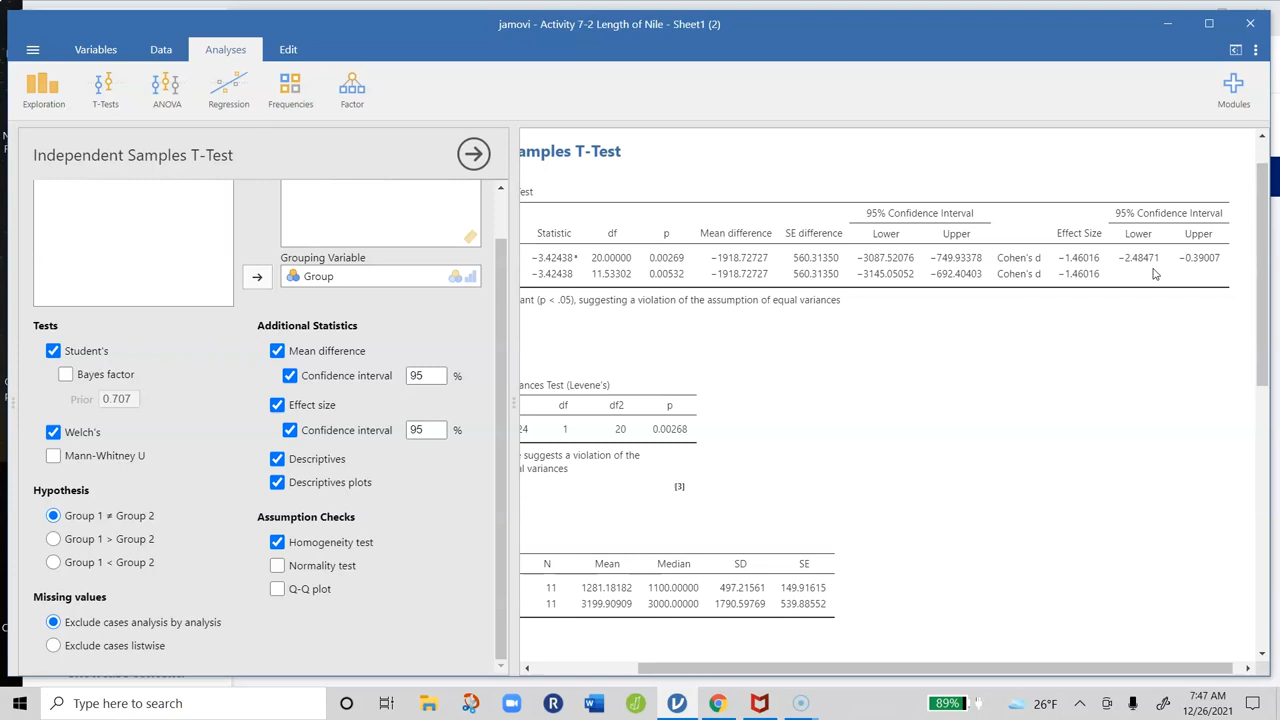 jamovi - Activity 7-2 Length of Nile - Sheet1 (2)
Variables Data Analyses Edit
Exploration T-Tests ANOVA Regression Frequencies Factor Modules
Independent Samples T-Test
Grouping Variable
Group
Tests
Student's
Bayes factor
Prior 0.707
Welch's
Mann-Whitney U
Hypothesis
Group 1 ≠ Group 2
Group 1 > Group 2
Group 1 < Group 2
Missing values
Exclude cases analysis by analysis
Exclude cases listwise
Additional Statistics
Mean difference
Confidence interval 95 %
Effect size
Confidence interval 95 %
Descriptives
Descriptives plots
Assumption Checks
Homogeneity test
Normality test
Q-Q plot
amples T-Test
est
95% Confidence Interval 95% Confidence Interval
Statistic df p Mean difference SE difference Lower Upper Effect Size Lower Upper
−3.42438ᵃ 20.00000 0.00269 −1918.72727 560.31350 −3087.52076 −749.93378 Cohen's d −1.46016 −2.48471 −0.39007
−3.42438 11.53302 0.00532 −1918.72727 560.31350 −3145.05052 −692.40403 Cohen's d −1.46016
ant (p < .05), suggesting a violation of the assumption of equal variances
ances Test (Levene's)
df df2 p
24 1 20 0.00268
e suggests a violation of the
al variances
[3]
N Mean Median SD SE
11 1281.18182 1100.00000 497.21561 149.91615
11 3199.90909 3000.00000 1790.59769 539.88552
Type here to search
89%
26°F
7:47 AM
12/26/2021